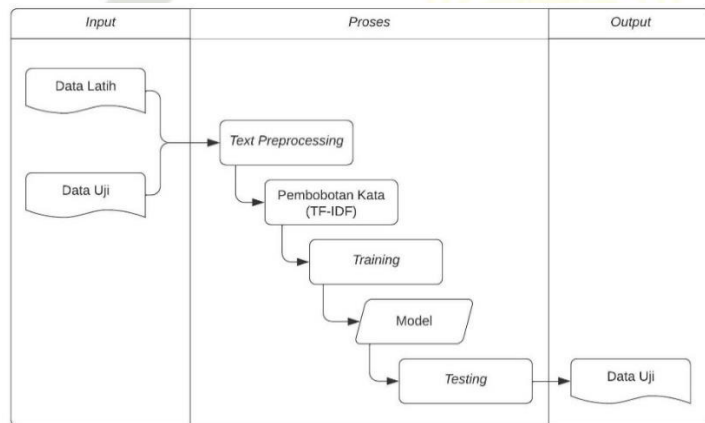 Input
Proses
Output
Data Latih
Text Preprocessing
Data Uji
Pembobotan Kata
(TF-IDF)
Training
Model
Testing
Data Uji